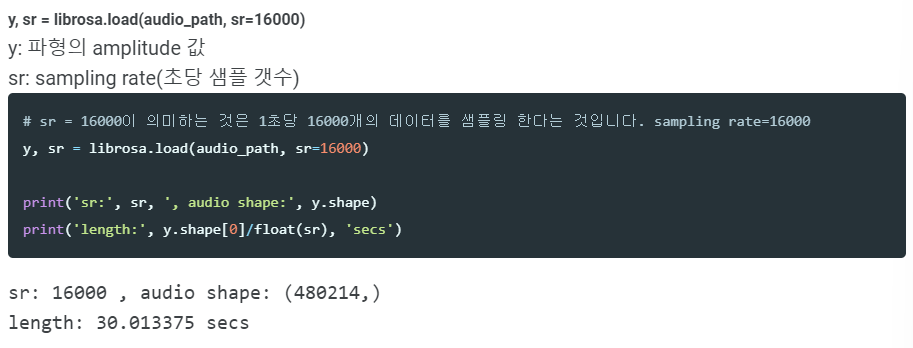 y, sr = librosa.load(audio_path, sr=16000)
y: 파형의 amplitude 값
sr: sampling rate(초당 샘플 갯수)
# sr = 16000이 의미하는 것은 1초당 16000개의 데이터를 샘플링 한다는 것입니다. sampling rate=16000
y, sr = librosa.load(audio_path, sr=16000)
print('sr:', sr, ', audio shape:', y.shape)
print('length:', y.shape[0]/float(sr), 'secs')
sr: 16000 , audio shape: (480214,)
length: 30.013375 secs